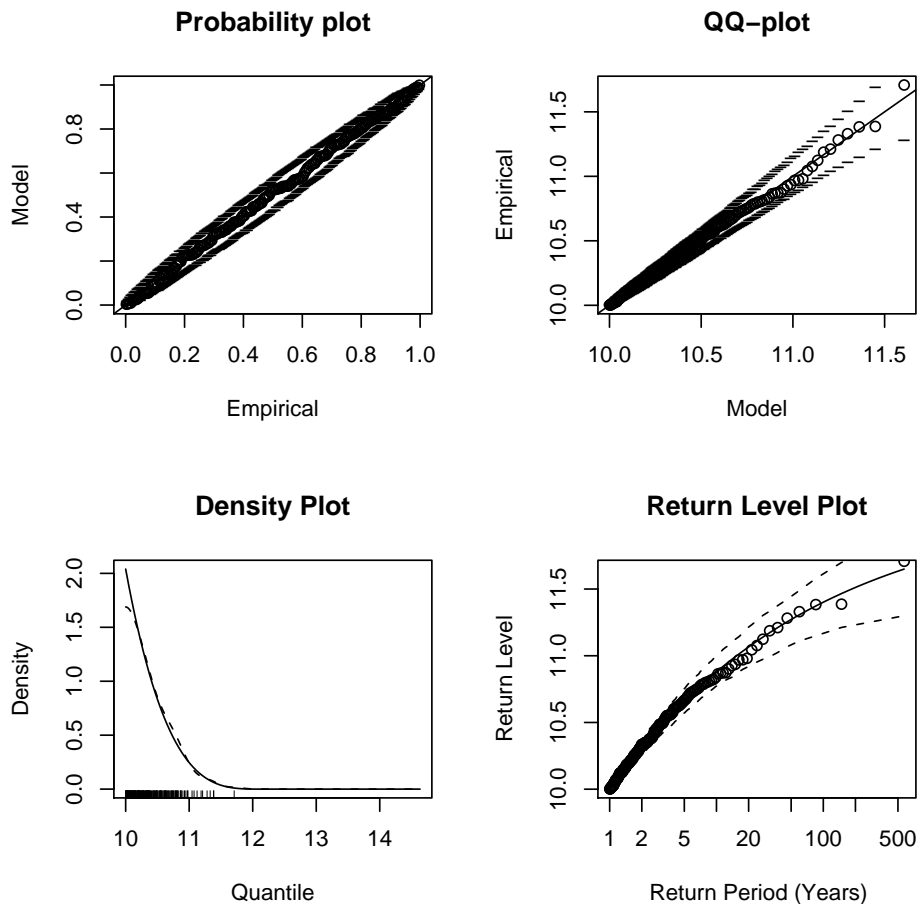 Probability plot
Model
0.0 0.4 0.8
0.0 0.2 0.4 0.6 0.8 1.0
Empirical
QQ−plot
Empirical
10.0 10.5 11.0 11.5
10.0 10.5 11.0 11.5
Model
Density Plot
Density
0.0 0.5 1.0 1.5 2.0
10 11 12 13 14
Quantile
Return Level Plot
Return Level
10.0 10.5 11.0 11.5
1 2 5 20 100 500
Return Period (Years)